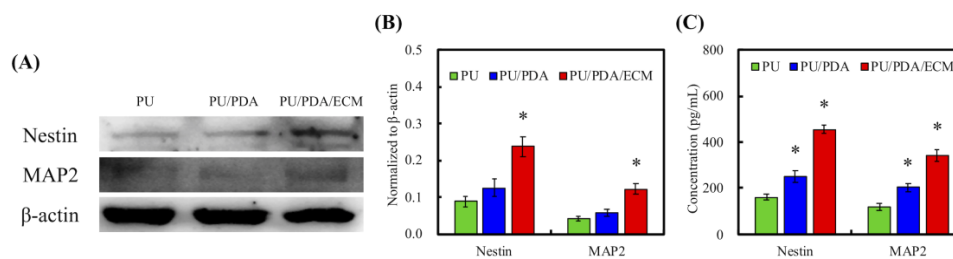 (A)
PU PU/PDA PU/PDA/ECM
Nestin
MAP2
β-actin
(B)
Normalized to β-actin
0.5
0.4
0.3
0.2
0.1
0.0
PU PU/PDA PU/PDA/ECM
*
*
Nestin MAP2
(C)
Concentration (pg/mL)
800
600
400
200
0
PU PU/PDA PU/PDA/ECM
*
*
*
*
Nestin MAP2